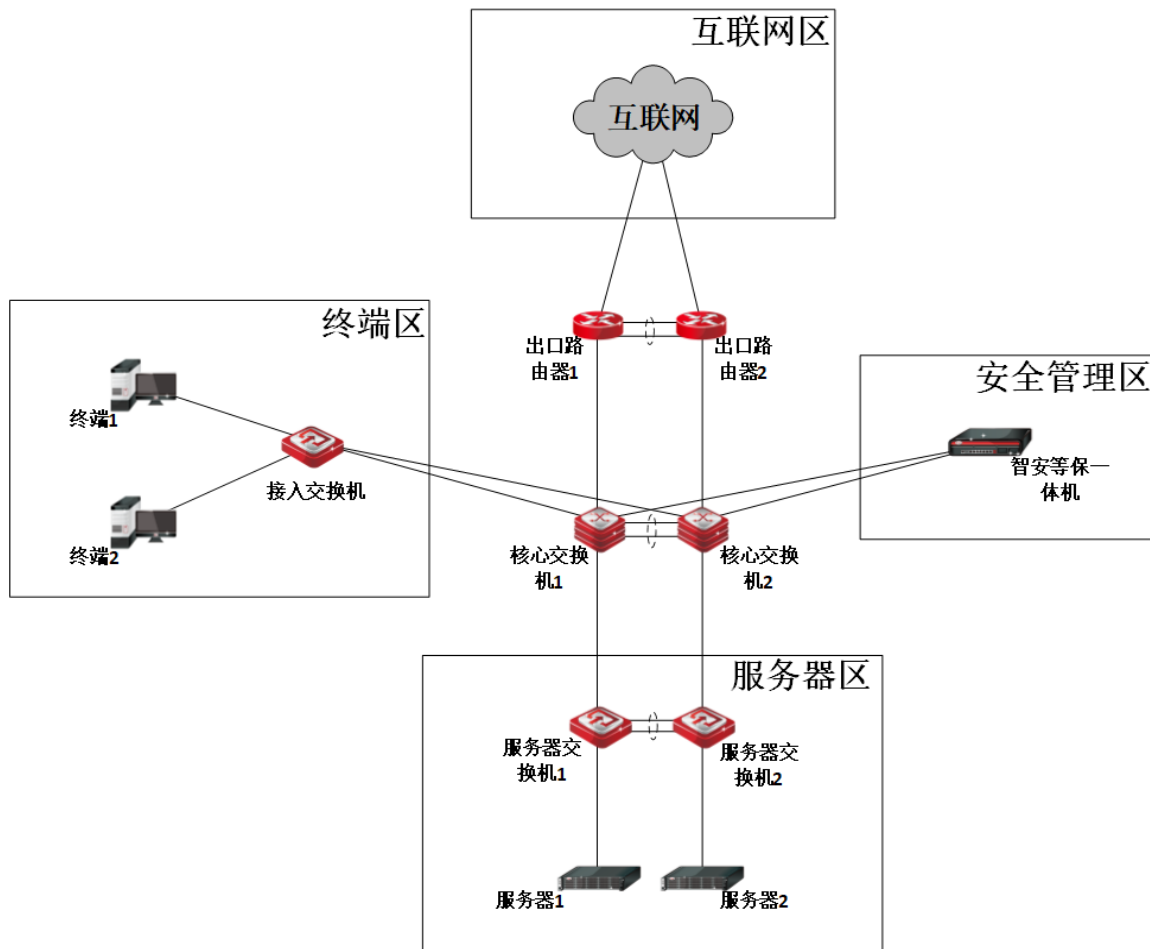 互联网区
互联网
出口路
由器1
出口路
由器2
终端区
终端1
接入交换机
终端2
安全管理区
智安等保一
体机
核心交换
机1
核心交换
机2
服务器区
服务器交
换机1
服务器交
换机2
服务器1
服务器2